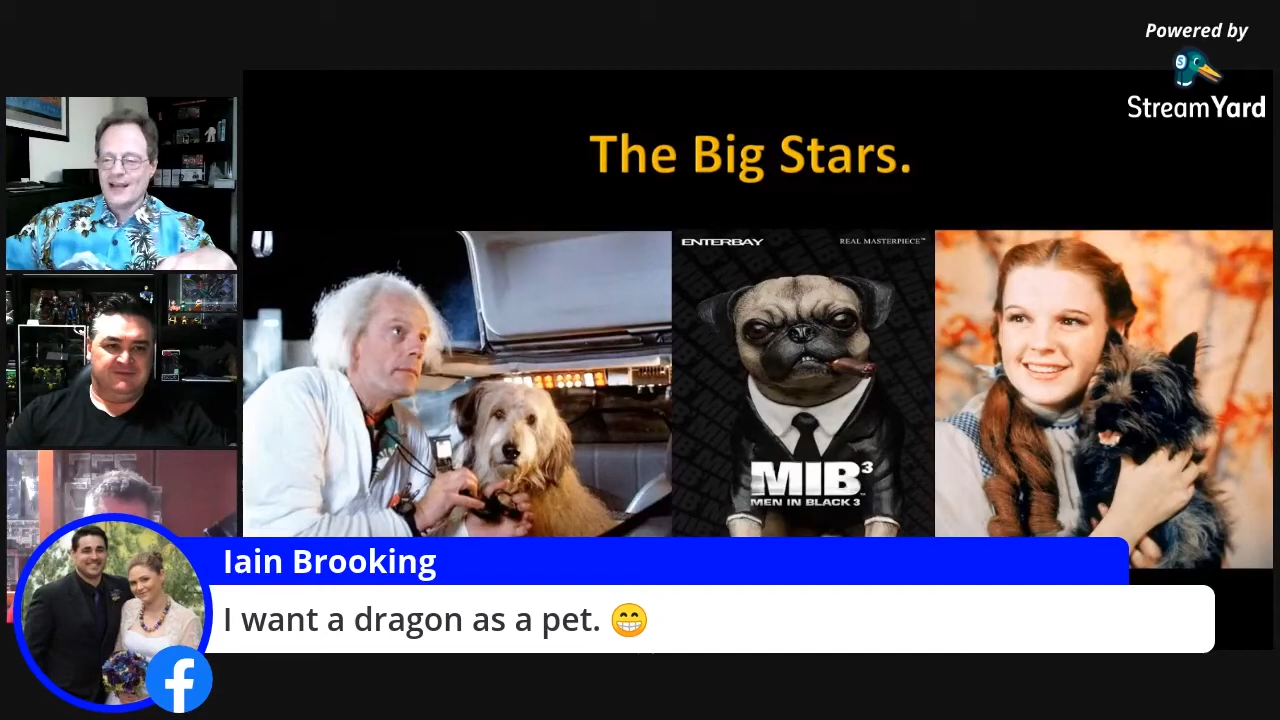 Powered by
StreamYard
The Big Stars.
ENTERBAY
REAL MASTERPIECE™
MIB³
MEN IN BLACK 3
Iain Brooking
I want a dragon as a pet. 😁